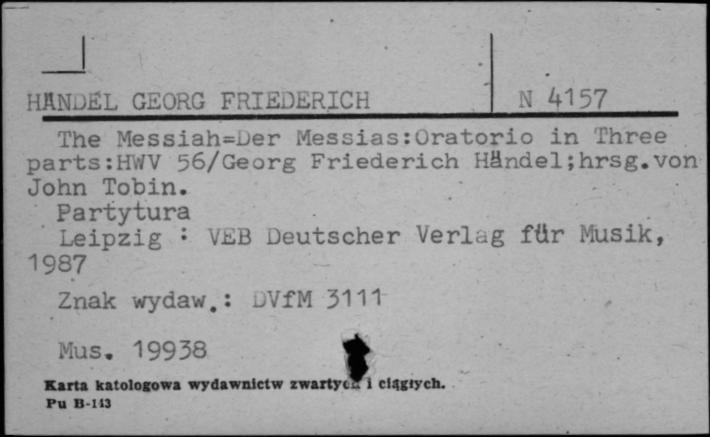 HÄNDEL GEORG FRIEDERICH N 4157
The Messiah=Der Messias:Oratorio in Three
parts:HWV 56/Georg Friederich Händel;hrsg.von
John Tobin.
Partytura
Leipzig : VEB Deutscher Verlag für Musik,
1987
Znak wydaw.: DVfM 3111
Mus. 19938
Karta katologowa wydawnictw zwartych i ciągłych.
Pu B-143